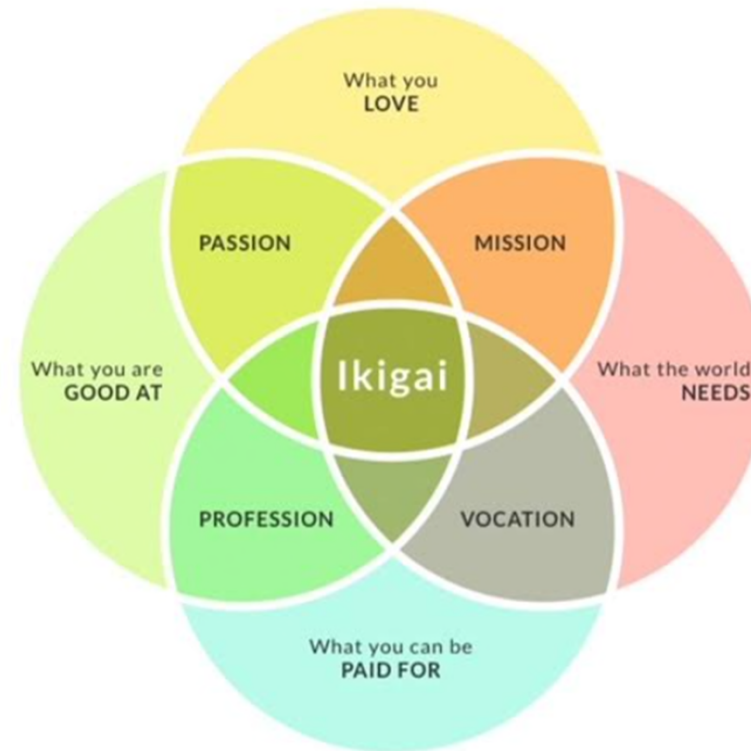 What you
LOVE
PASSION
MISSION
What you are
GOOD AT
Ikigai
What the world
NEEDS
PROFESSION
VOCATION
What you can be
PAID FOR